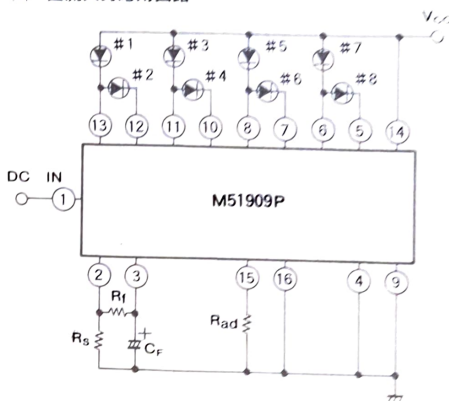 Vcc
#1 #3 #5 #7
#2 #4 #6 #8
13 12 11 10 8 7 6 5 14
DC IN 1
M51909P
2 3 15 16 4 9
Rf
Rad
Rs
+
CF